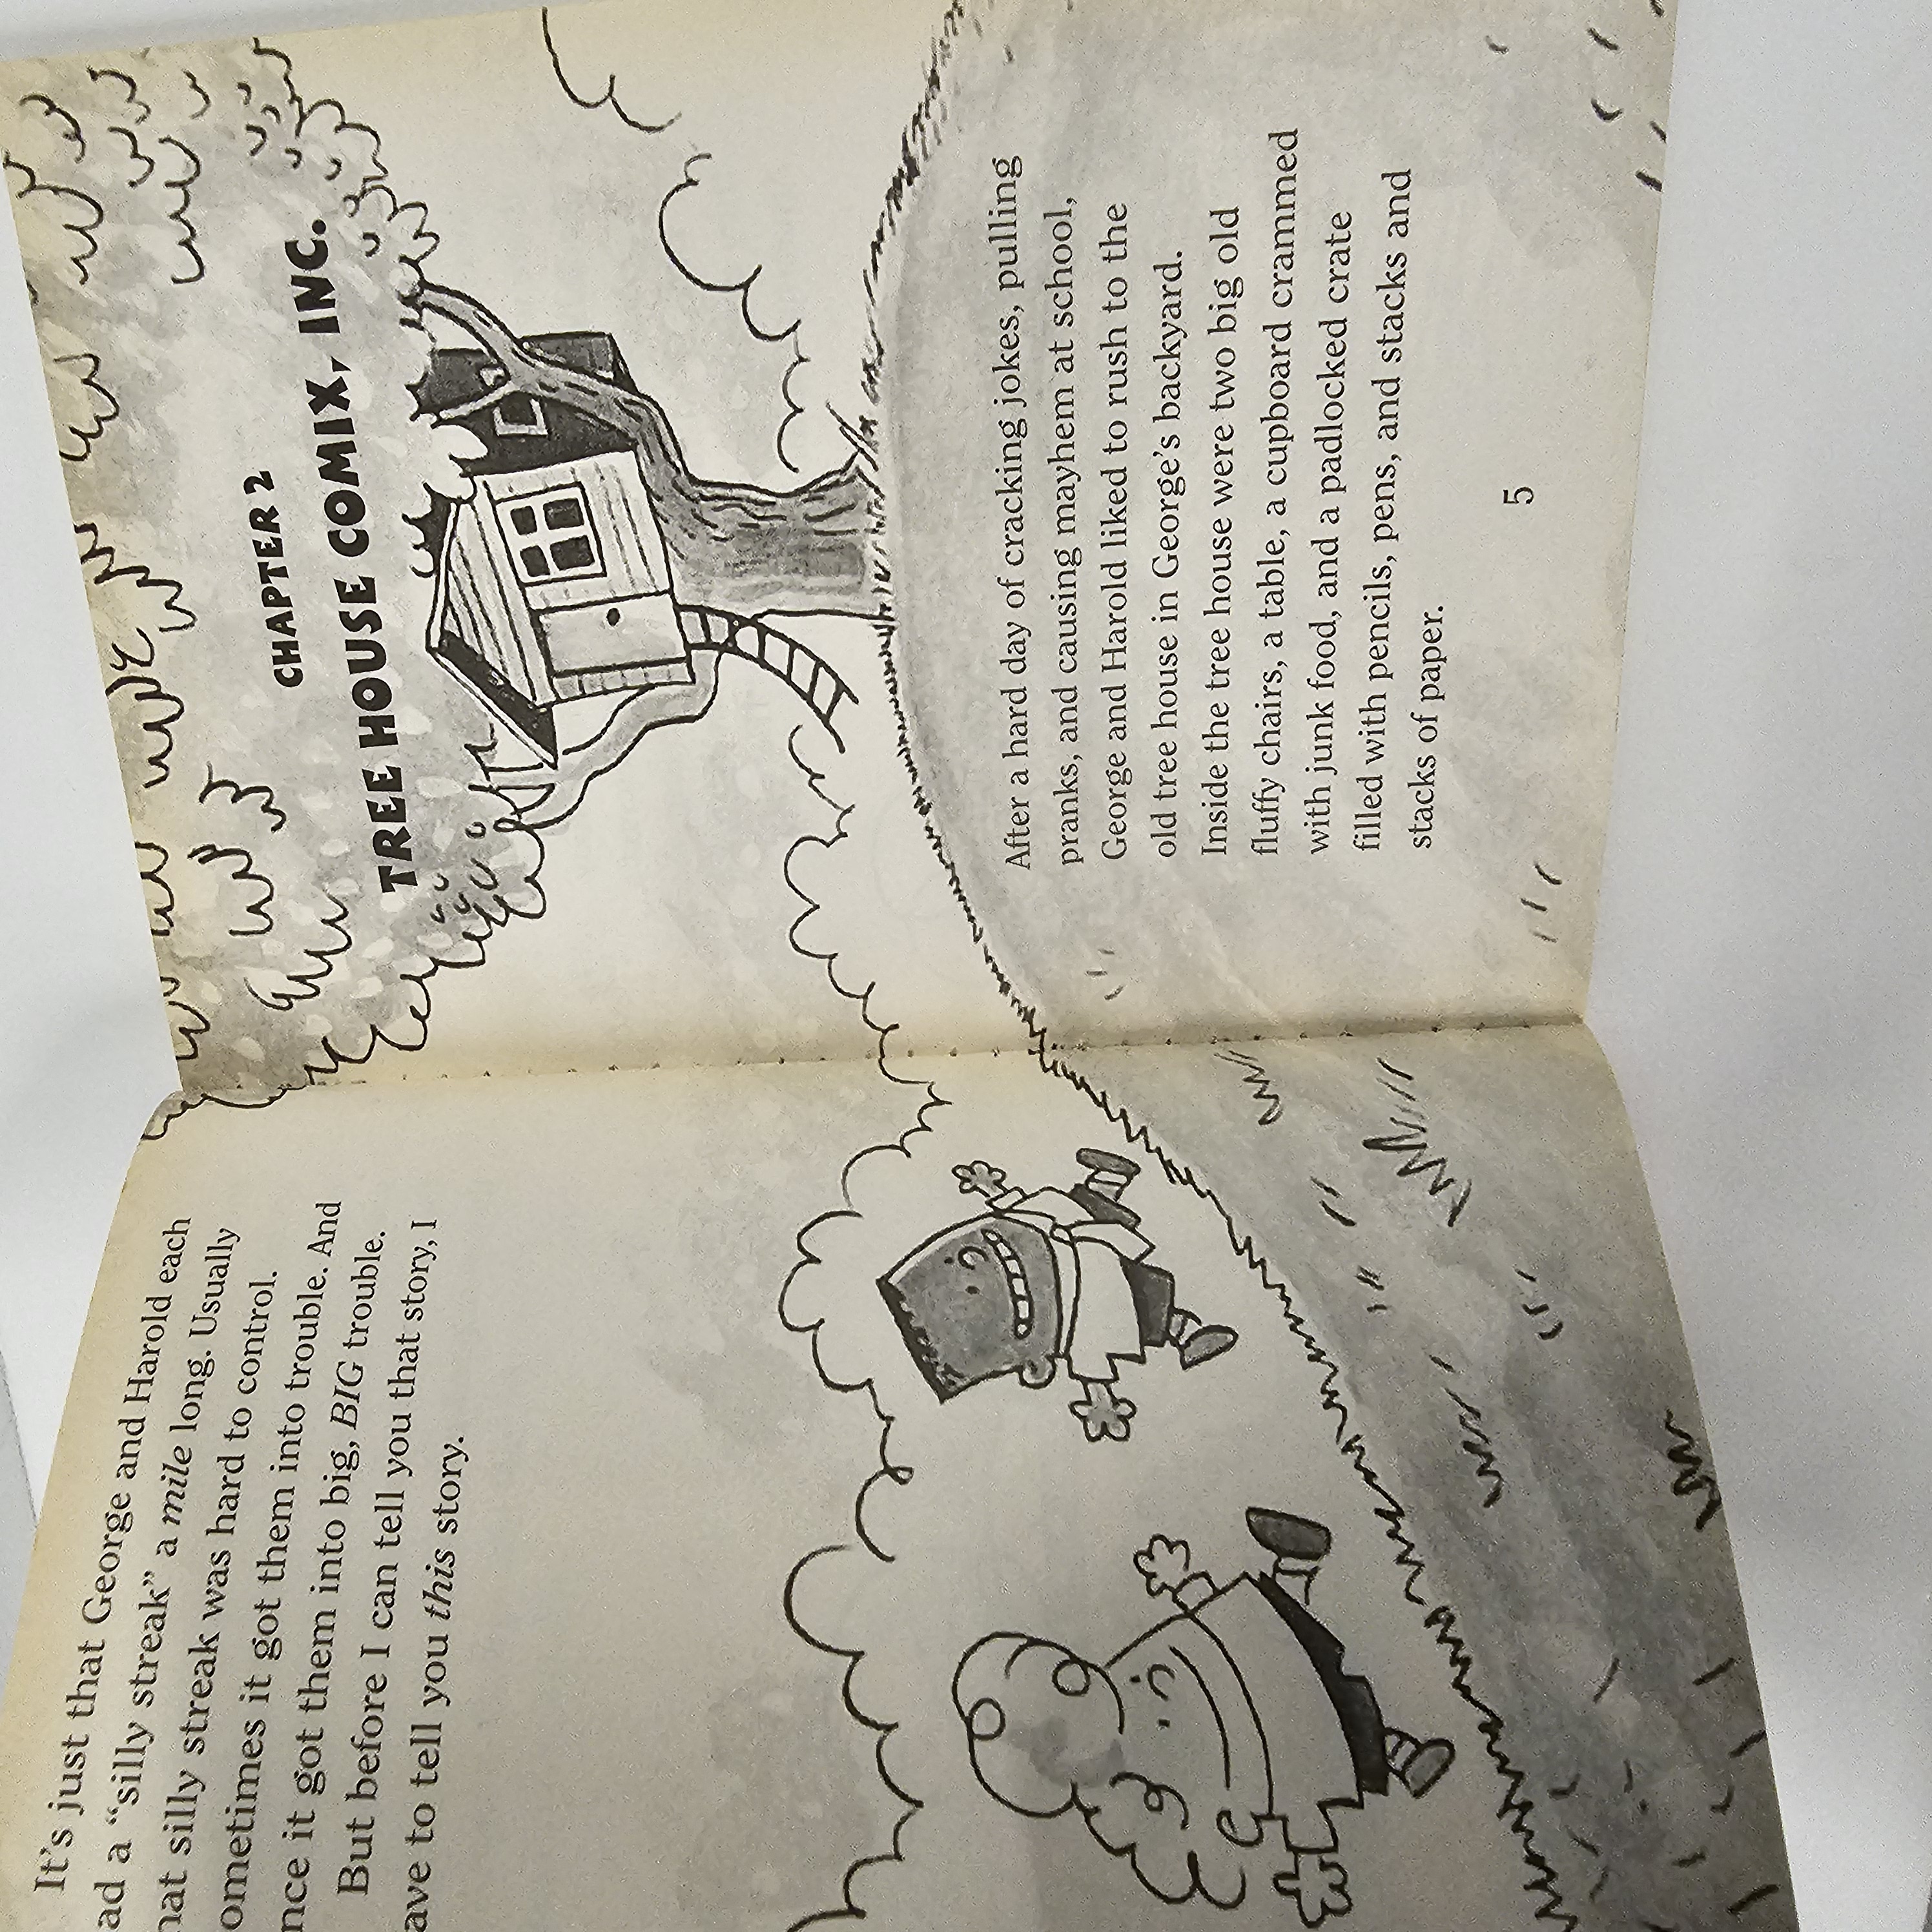 It's just that George and Harold each
ad a "silly streak" a mile long. Usually
hat silly streak was hard to control.
ometimes it got them into trouble. And
nce it got them into big, BIG trouble.
But before I can tell you that story, I
ave to tell you this story.
CHAPTER 2
TREE HOUSE COMIX, INC.
After a hard day of cracking jokes, pulling
pranks, and causing mayhem at school,
George and Harold liked to rush to the
old tree house in George's backyard.
Inside the tree house were two big old
fluffy chairs, a table, a cupboard crammed
with junk food, and a padlocked crate
filled with pencils, pens, and stacks and
stacks of paper.
5